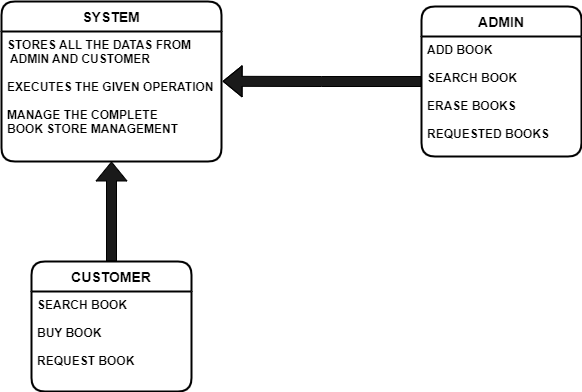 SYSTEM
STORES ALL THE DATAS FROM
ADMIN AND CUSTOMER
EXECUTES THE GIVEN OPERATION
MANAGE THE COMPLETE
BOOK STORE MANAGEMENT
ADMIN
ADD BOOK
SEARCH BOOK
ERASE BOOKS
REQUESTED BOOKS
CUSTOMER
SEARCH BOOK
BUY BOOK
REQUEST BOOK